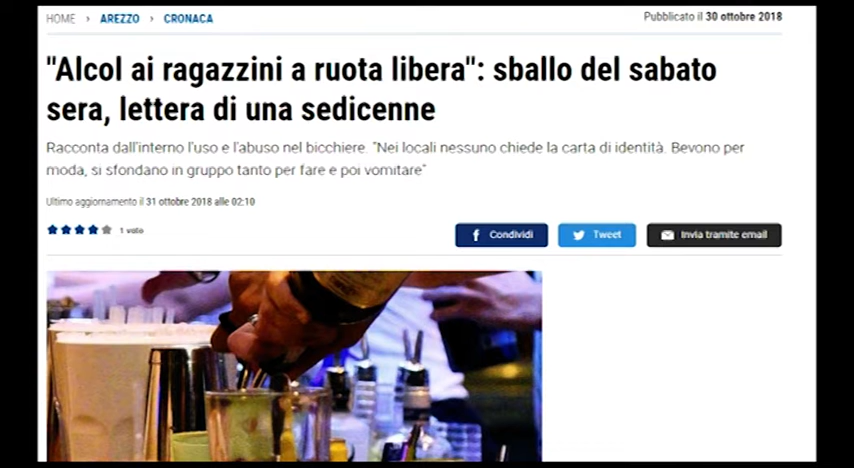 HOME › AREZZO › CRONACA
Pubblicato il 30 ottobre 2018
"Alcol ai ragazzini a ruota libera": sballo del sabato
sera, lettera di una sedicenne
Racconta dall'interno l'uso e l'abuso nel bicchiere. "Nei locali nessuno chiede la carta di identità. Bevono per
moda, si sfondano in gruppo tanto per fare e poi vomitare"
Ultimo aggiornamento il 31 ottobre 2018 alle 02:10
1 voto
Condividi
Tweet
Invia tramite email